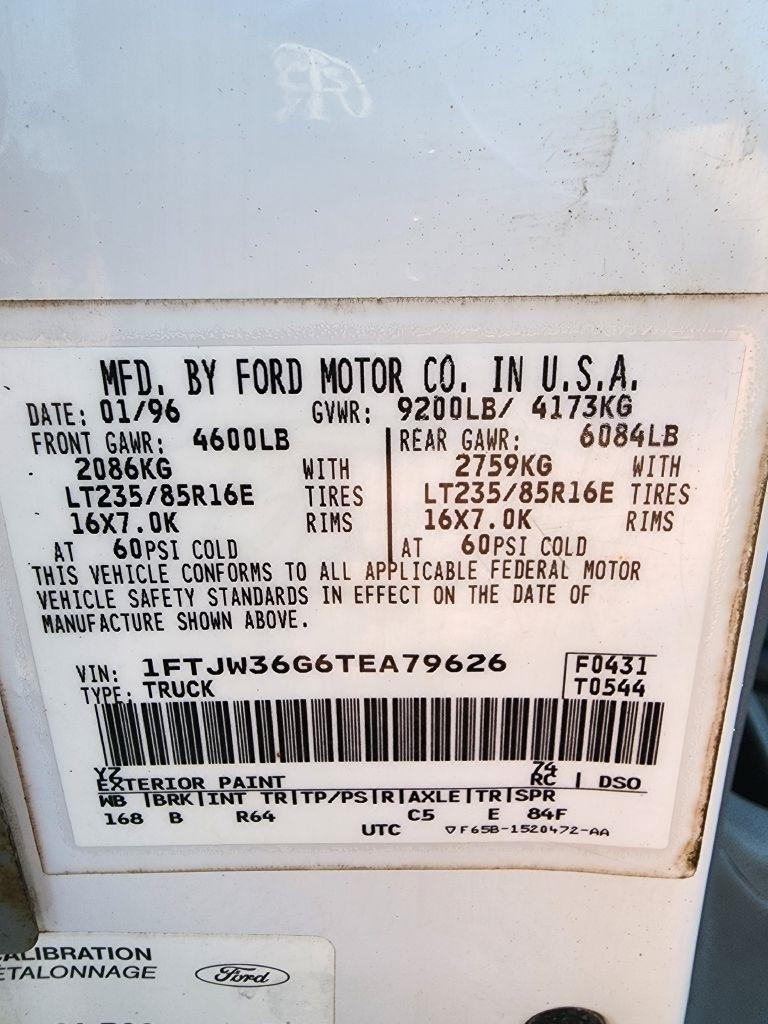 MFD. BY FORD MOTOR CO. IN U.S.A.
DATE: 01/96 GVWR: 9200LB/ 4173KG
FRONT GAWR: 4600LB REAR GAWR: 6084LB
2086KG WITH 2759KG WITH
LT235/85R16E TIRES LT235/85R16E TIRES
16X7.0K RIMS 16X7.0K RIMS
AT 60PSI COLD AT 60PSI COLD
THIS VEHICLE CONFORMS TO ALL APPLICABLE FEDERAL MOTOR
VEHICLE SAFETY STANDARDS IN EFFECT ON THE DATE OF
MANUFACTURE SHOWN ABOVE.
VIN: 1FTJW36G6TEA79626 F0431
TYPE: TRUCK T0544
YZ 74
EXTERIOR PAINT RC | DSO
WB |BRK|INT TR|TP/PS|R|AXLE|TR|SPR
168 B R64 C5 E 84F
UTC ▽F65B-1520472-AA
ALIBRATION
ÉTALONNAGE Ford